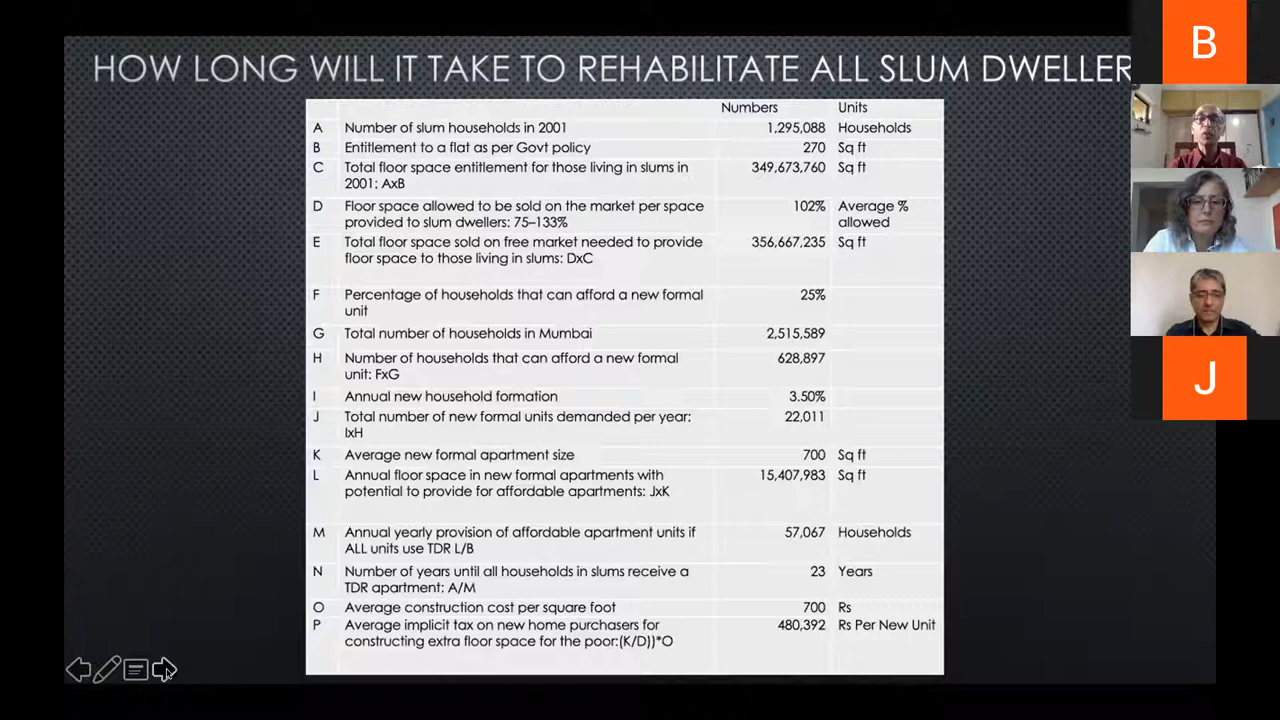 HOW LONG WILL IT TAKE TO REHABILITATE ALL SLUM DWELLER
Numbers Units
A Number of slum households in 2001 1,295,088 Households
B Entitlement to a flat as per Govt policy 270 Sq ft
C Total floor space entitlement for those living in slums in 349,673,760 Sq ft
2001; AxB
D Floor space allowed to be sold on the market per space 102% Average %
provided to slum dwellers: 75–133% allowed
E Total floor space sold on free market needed to provide 356,667,235 Sq ft
floor space to those living in slums: DxC
F Percentage of households that can afford a new formal 25%
unit
G Total number of households in Mumbai 2,515,589
H Number of households that can afford a new formal 628,897
unit: FxG
I Annual new household formation 3.50%
J Total number of new formal units demanded per year: 22,011
IxH
K Average new formal apartment size 700 Sq ft
L Annual floor space in new formal apartments with 15,407,983 Sq ft
potential to provide for affordable apartments: JxK
M Annual yearly provision of affordable apartment units if 57,067 Households
ALL units use TDR L/B
N Number of years until all households in slums receive a 23 Years
TDR apartment: A/M
O Average construction cost per square foot 700 Rs
P Average implicit tax on new home purchasers for 480,392 Rs Per New Unit
constructing extra floor space for the poor:(K/D))*O
B
J